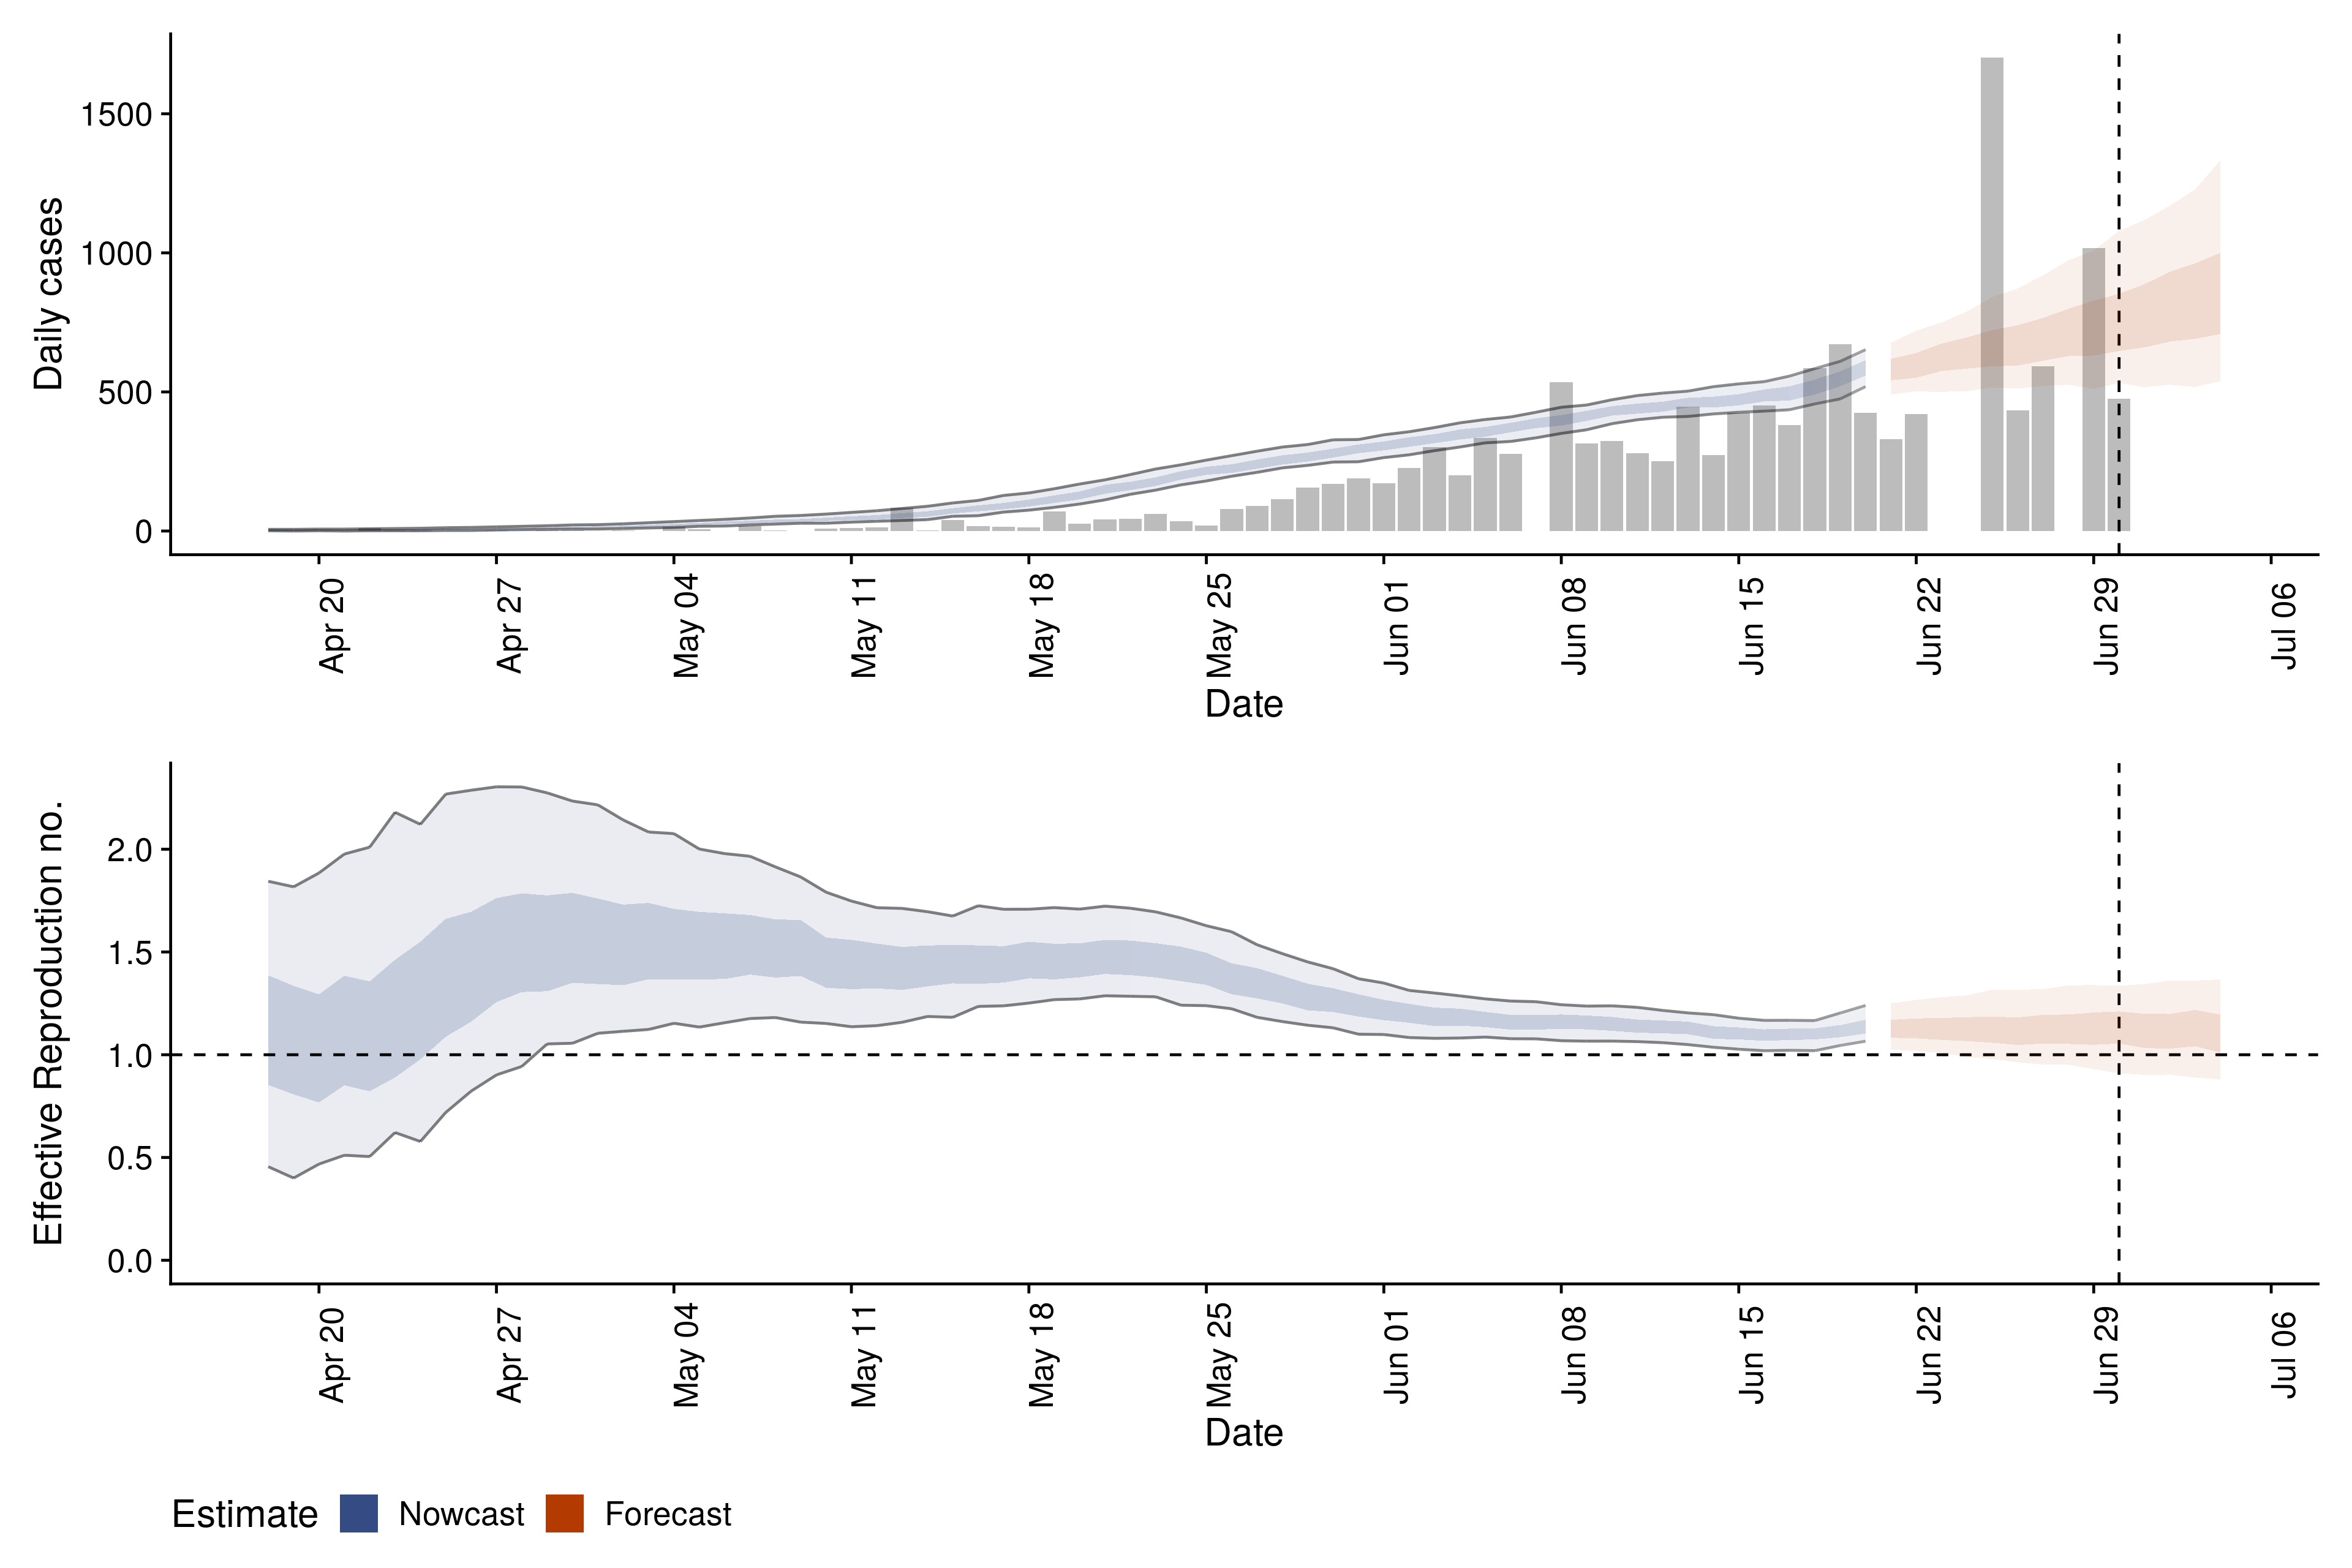 Daily cases
1500
1000
500
0
Apr 20
Apr 27
May 04
May 11
May 18
May 25
Jun 01
Jun 08
Jun 15
Jun 22
Jun 29
Jul 06
Date
Effective Reproduction no.
2.0
1.5
1.0
0.5
0.0
Apr 20
Apr 27
May 04
May 11
May 18
May 25
Jun 01
Jun 08
Jun 15
Jun 22
Jun 29
Jul 06
Date
Estimate Nowcast Forecast